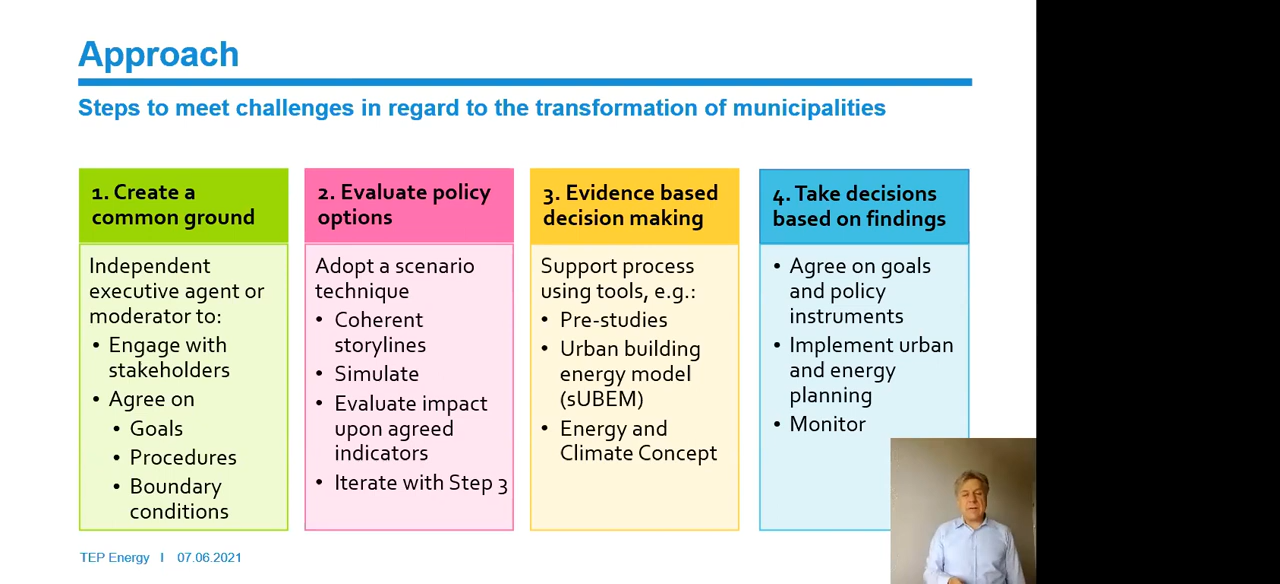 Approach
Steps to meet challenges in regard to the transformation of municipalities
1. Create a
common ground
Independent
executive agent or
moderator to:
• Engage with
stakeholders
• Agree on
• Goals
• Procedures
• Boundary
conditions
2. Evaluate policy
options
Adopt a scenario
technique
• Coherent
storylines
• Simulate
• Evaluate impact
upon agreed
indicators
• Iterate with Step 3
3. Evidence based
decision making
Support process
using tools, e.g.:
• Pre-studies
• Urban building
energy model
(sUBEM)
• Energy and
Climate Concept
4. Take decisions
based on findings
• Agree on goals
and policy
instruments
• Implement urban
and energy
planning
• Monitor
TEP Energy I 07.06.2021